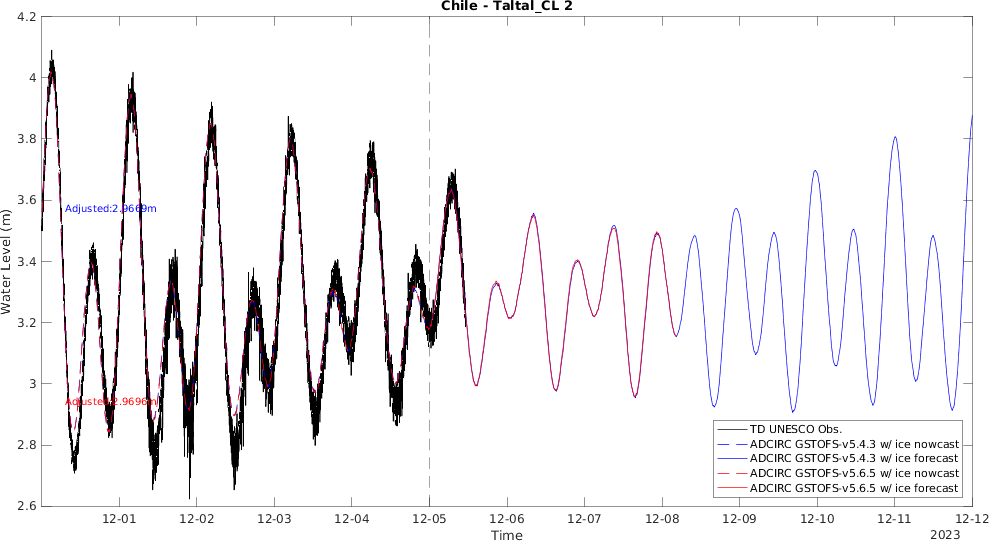 Chile - Taltal_CL 2
4.2
4
3.8
3.6
3.4
3.2
3
2.8
2.6
Water Level (m)
Adjusted:2.9669m
Adjusted:2.9696m
TD UNESCO Obs.
ADCIRC GSTOFS-v5.4.3 w/ ice nowcast
ADCIRC GSTOFS-v5.4.3 w/ ice forecast
ADCIRC GSTOFS-v5.6.5 w/ ice nowcast
ADCIRC GSTOFS-v5.6.5 w/ ice forecast
12-01 12-02 12-03 12-04 12-05 12-06 12-07 12-08 12-09 12-10 12-11 12-12
Time
2023